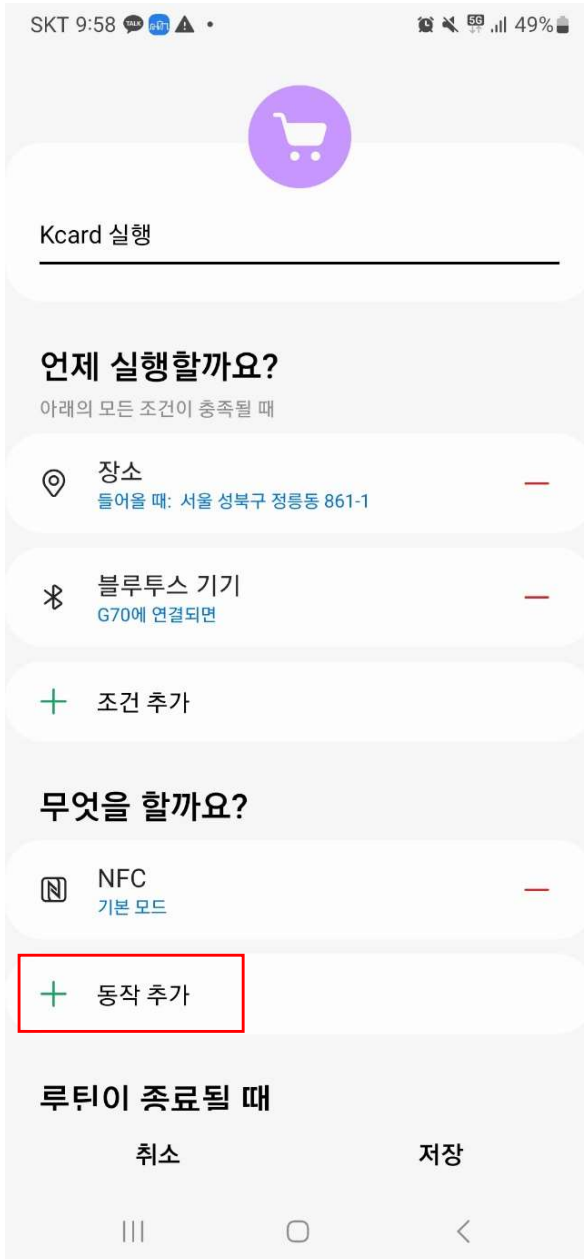 SKT 9:58
5G 49%
Kcard 실행
언제 실행할까요?
아래의 모든 조건이 충족될 때
장소
들어올 때: 서울 성북구 정릉동 861-1
블루투스 기기
G70에 연결되면
조건 추가
무엇을 할까요?
NFC
기본 모드
동작 추가
루틴이 종료될 때
취소
저장